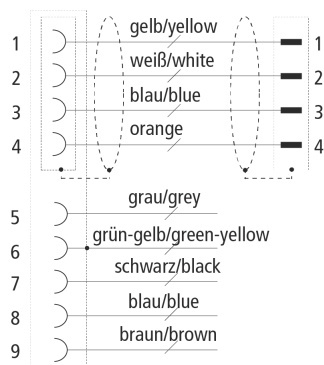 1 gelb/yellow 1
2 weiß/white 2
3 blau/blue 3
4 orange 4
5 grau/grey
6 grün-gelb/green-yellow
7 schwarz/black
8 blau/blue
9 braun/brown